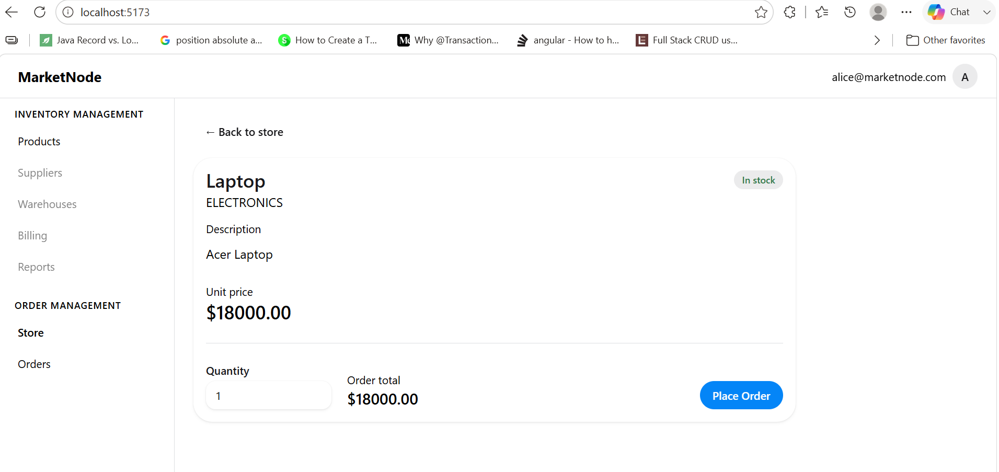 localhost:5173
Chat
Java Record vs. Lo...
position absolute a...
How to Create a T...
Why @Transaction...
angular - How to h...
Full Stack CRUD us...
Other favorites
MarketNode
alice@marketnode.com
A
INVENTORY MANAGEMENT
Products
Suppliers
Warehouses
Billing
Reports
ORDER MANAGEMENT
Store
Orders
← Back to store
Laptop
In stock
ELECTRONICS
Description
Acer Laptop
Unit price
$18000.00
Quantity
1
Order total
$18000.00
Place Order